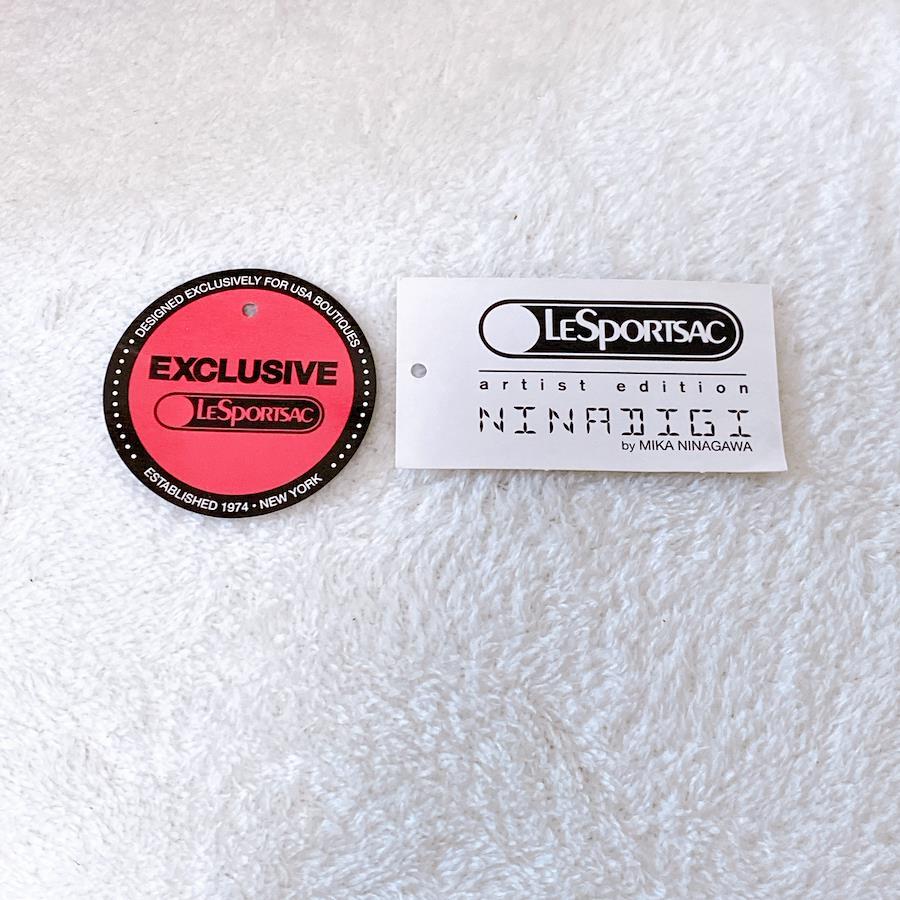 DESIGNED EXCLUSIVELY FOR USA BOUTIQUES
EXCLUSIVE
LESPORTSAC
ESTABLISHED 1974 • NEW YORK
LESPORTSAC
artist edition
NINADIGI
by MIKA NINAGAWA